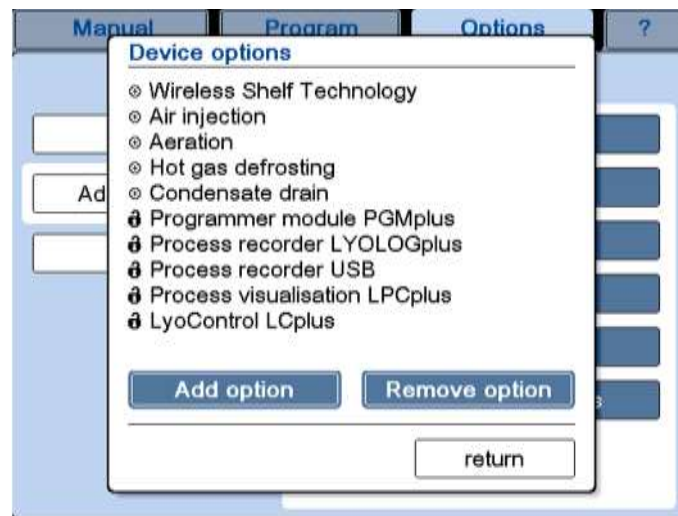 Manual Program Options ?
Device options
Wireless Shelf Technology
Air injection
Aeration
Hot gas defrosting
Condensate drain
Programmer module PGMplus
Process recorder LYOLOGplus
Process recorder USB
Process visualisation LPCplus
LyoControl LCplus
Add option Remove option
return